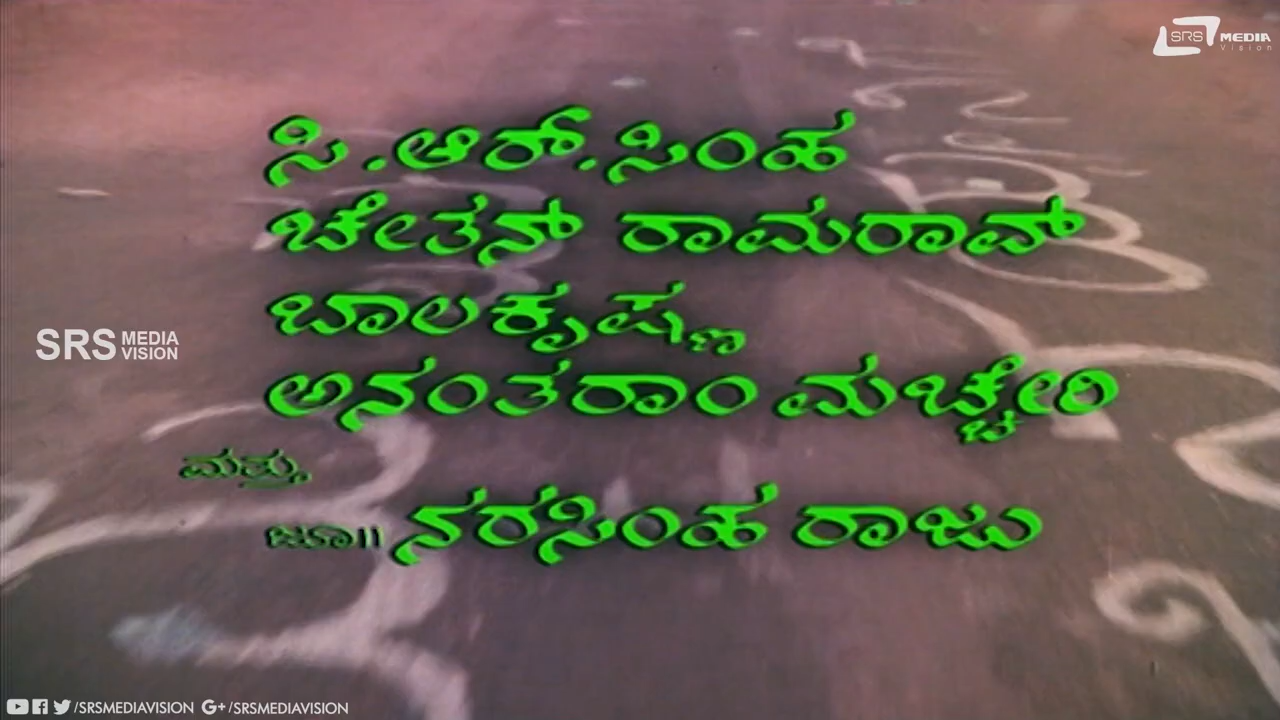 SRS MEDIA
Vision
ಸಿ.ಆರ್.ಸಿಂಹ
ಚೇತನ್ ರಾಮರಾವ್
ಬಾಲಕೃಷ್ಣ
SRS MEDIA
VISION
ಅನಂತರಾಂ ಮಚ್ಚೇರಿ
ಮತ್ತು
ಜೂ|| ನರಸಿಂಹ ರಾಜು
/SRSMEDIAVISION G+/SRSMEDIAVISION